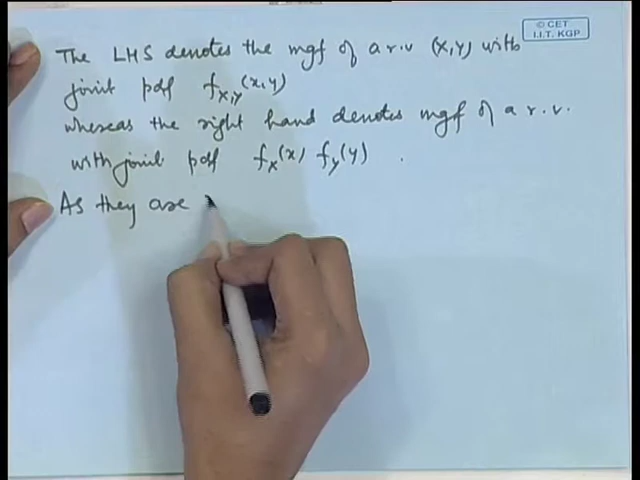 © CET
I.I.T. KGP
The LHS denotes the mgf of a r.v (X,Y) with
joint pdf f_{X,Y}(x,y)
whereas the right hand denotes mgf of a r.v.
with joint pdf f_X(x) f_Y(y) .
As they are